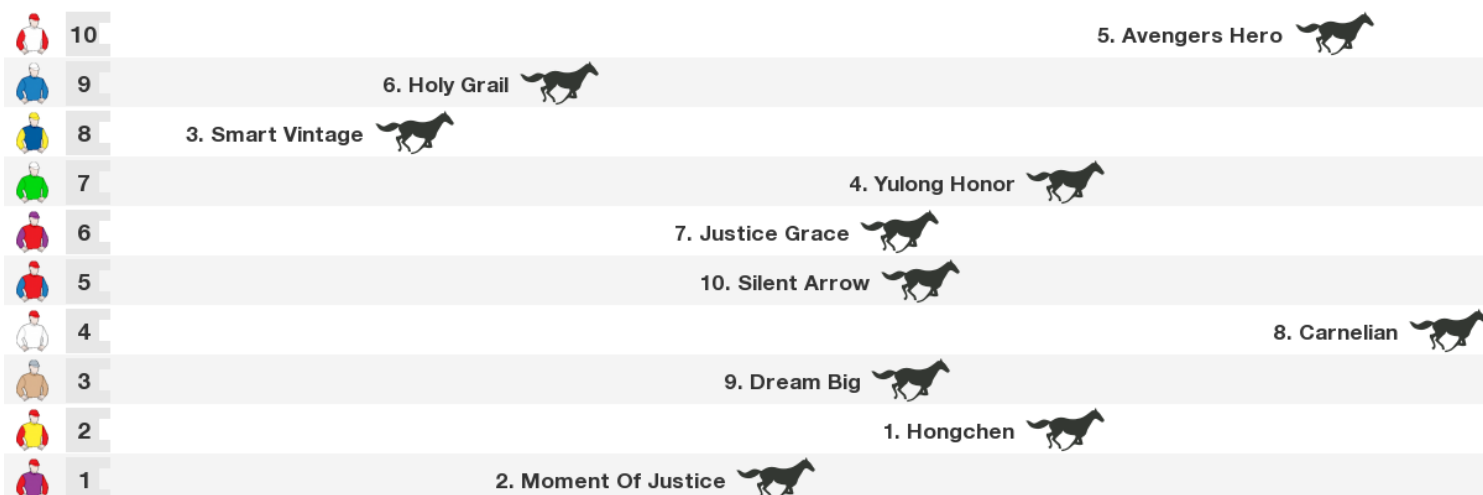 10 5. Avengers Hero
9 6. Holy Grail
8 3. Smart Vintage
7 4. Yulong Honor
6 7. Justice Grace
5 10. Silent Arrow
4 8. Carnelian
3 9. Dream Big
2 1. Hongchen
1 2. Moment Of Justice